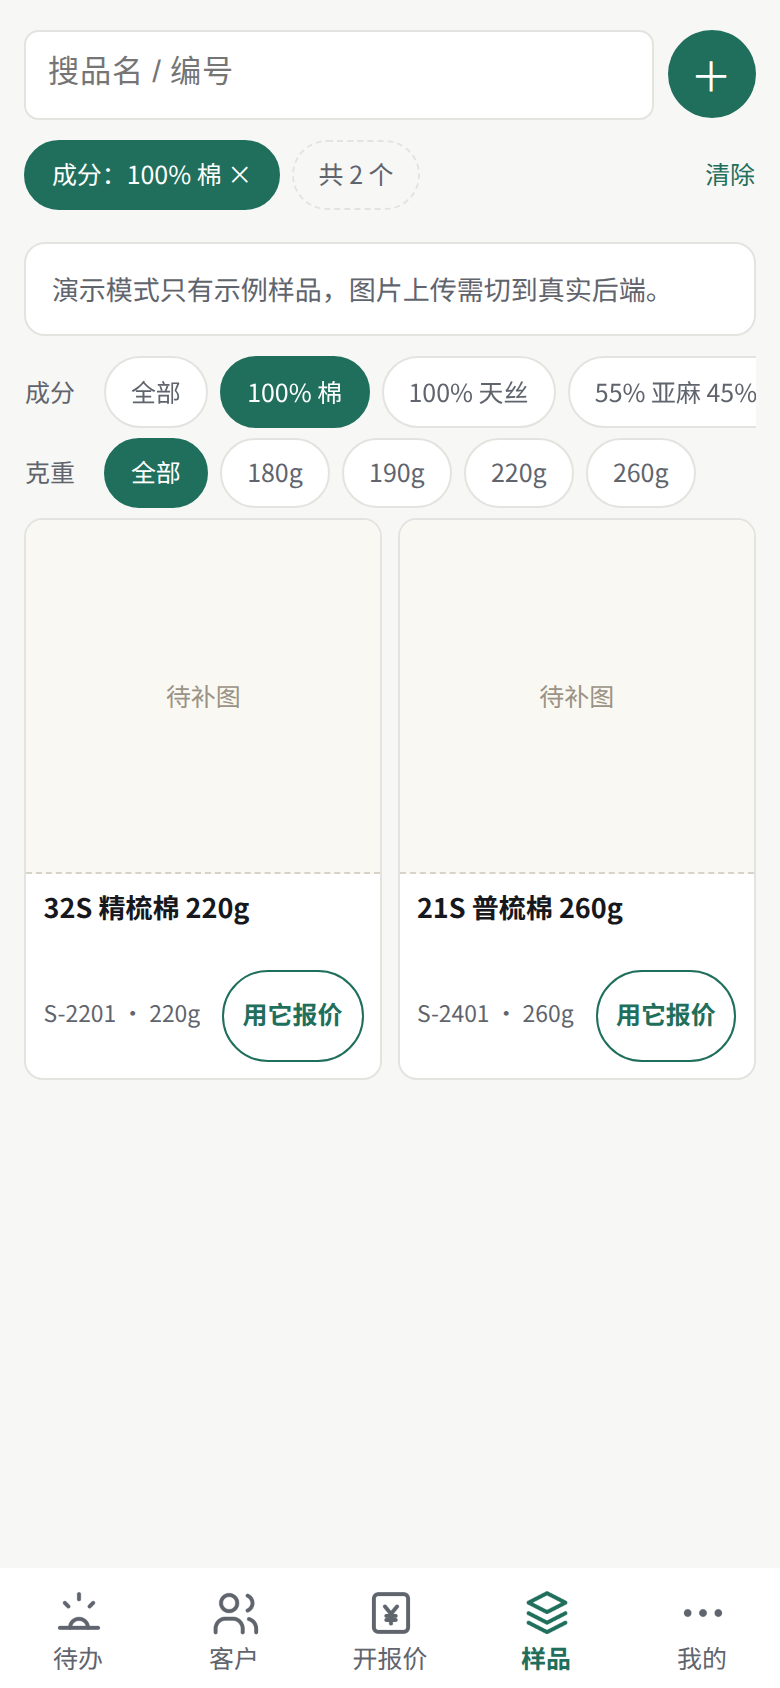 搜品名 / 编号
+
成分：100% 棉 ×
共 2 个
清除
演示模式只有示例样品，图片上传需切到真实后端。
成分 全部 100% 棉 100% 天丝 55% 亚麻 45%
克重 全部 180g 190g 220g 260g
待补图 待补图
32S 精梳棉 220g 21S 普梳棉 260g
S-2201 · 220g 用它报价 S-2401 · 260g 用它报价
待办 客户 开报价 样品 我的